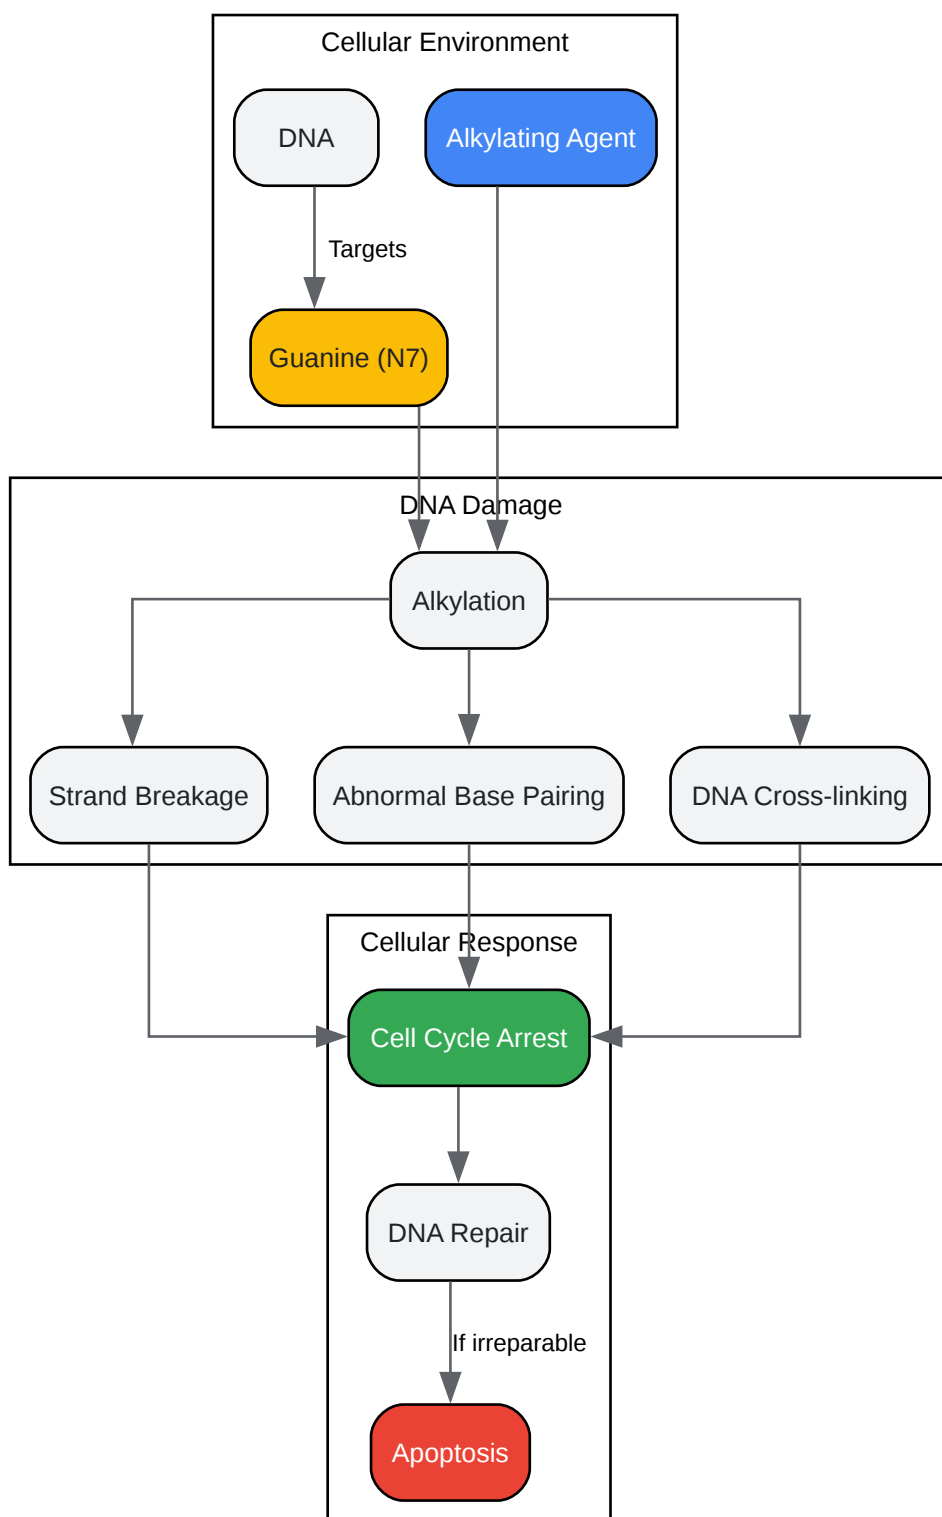 Cellular Environment
DNA
Alkylating Agent
Targets
Guanine (N7)
DNA Damage
Alkylation
Strand Breakage
Abnormal Base Pairing
DNA Cross-linking
Cellular Response
Cell Cycle Arrest
DNA Repair
If irreparable
Apoptosis